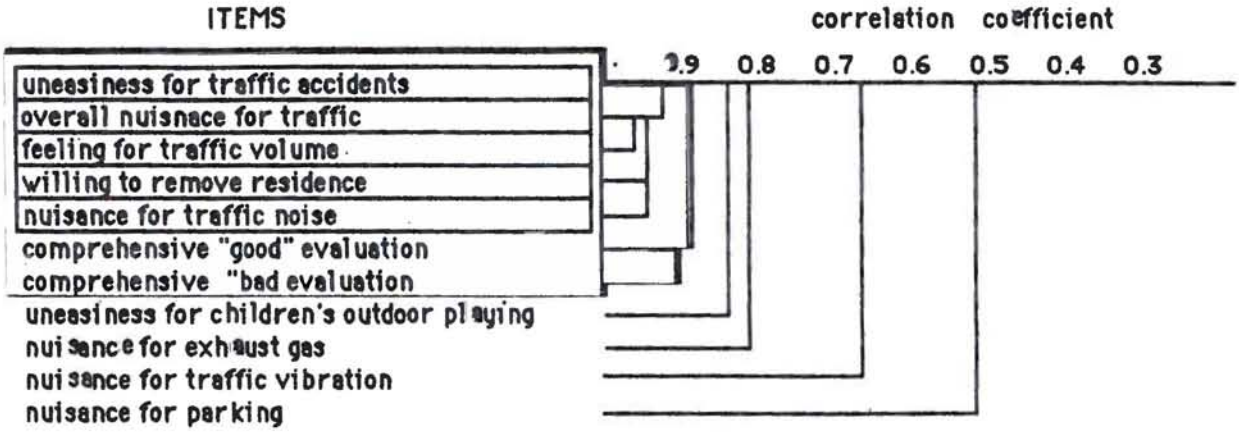 ITEMS
correlation coefficient
0.9 0.8 0.7 0.6 0.5 0.4 0.3
uneasiness for traffic accidents
overall nuisnace for traffic
feeling for traffic volume
willing to remove residence
nuisance for traffic noise
comprehensive "good" evaluation
comprehensive "bad evaluation
uneasiness for children's outdoor playing
nuisance for exhaust gas
nuisance for traffic vibration
nuisance for parking